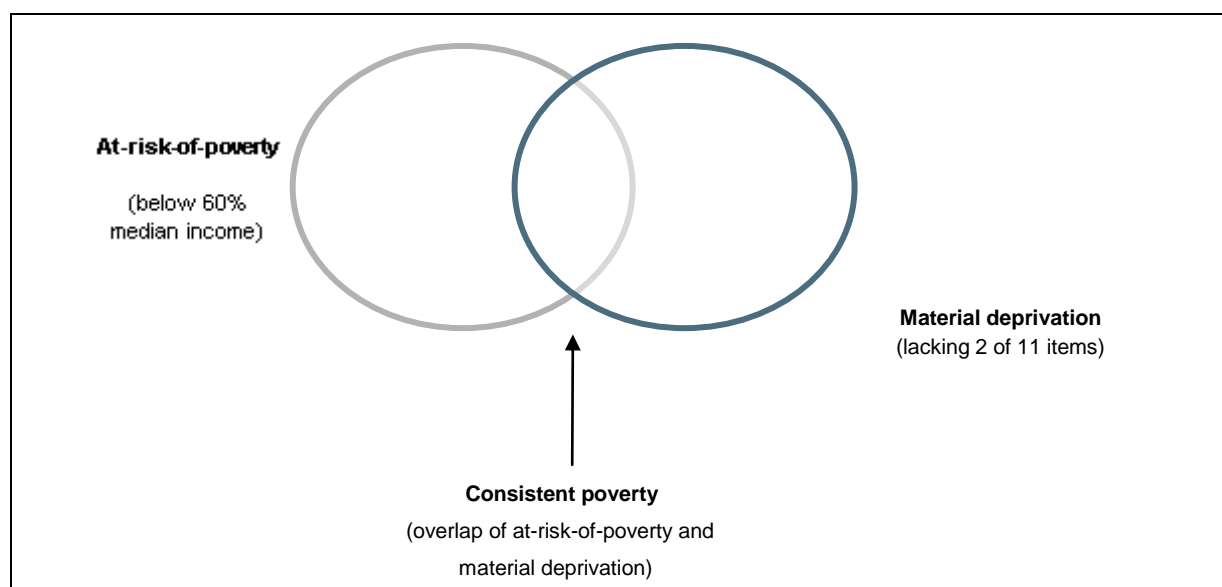 At-risk-of-poverty
(below 60%
median income)
Material deprivation
(lacking 2 of 11 items)
Consistent poverty
(overlap of at-risk-of-poverty and
material deprivation)